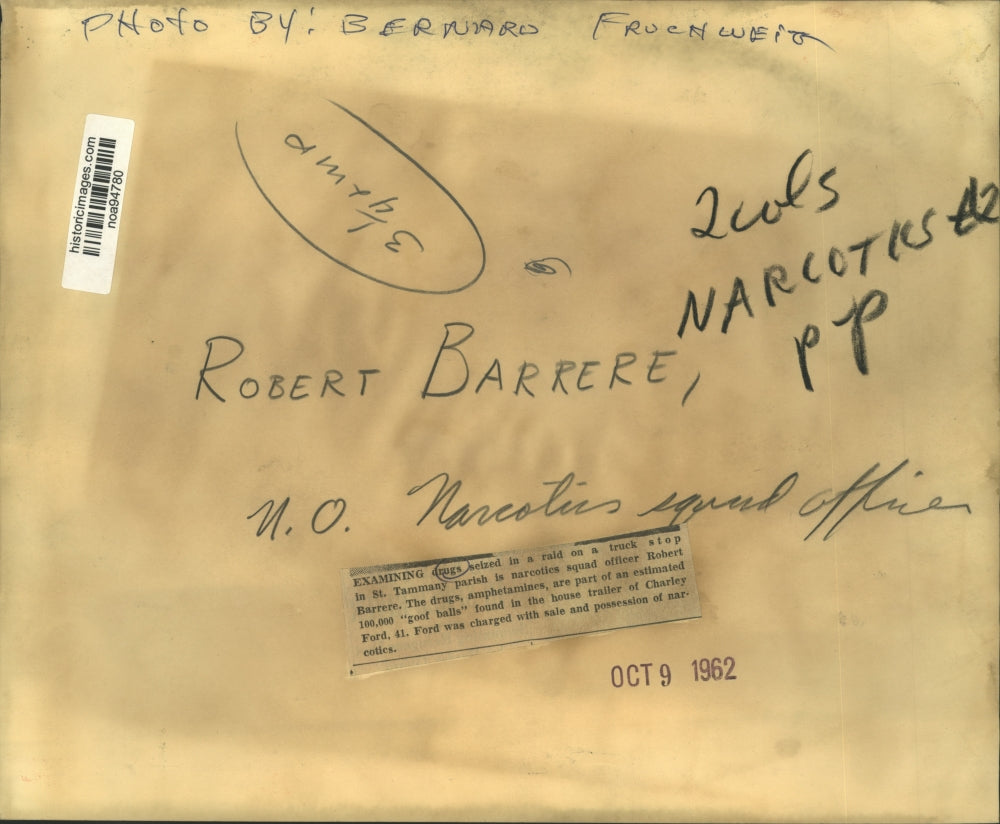 PHOTO BY: BERNARD FRUCHWEIT
historicimages.com
noa94780
2cols
NARCOTICS
pp
ROBERT BARRERE,
N.O. Narcotics squad officer
EXAMINING drugs seized in a raid on a truck stop
in St. Tammany parish is narcotics squad officer Robert
Barrere. The drugs, amphetamines, are part of an estimated
100,000 "goof balls" found in the house trailer of Charley
Ford, 41. Ford was charged with sale and possession of nar-
cotics.
OCT 9 1962